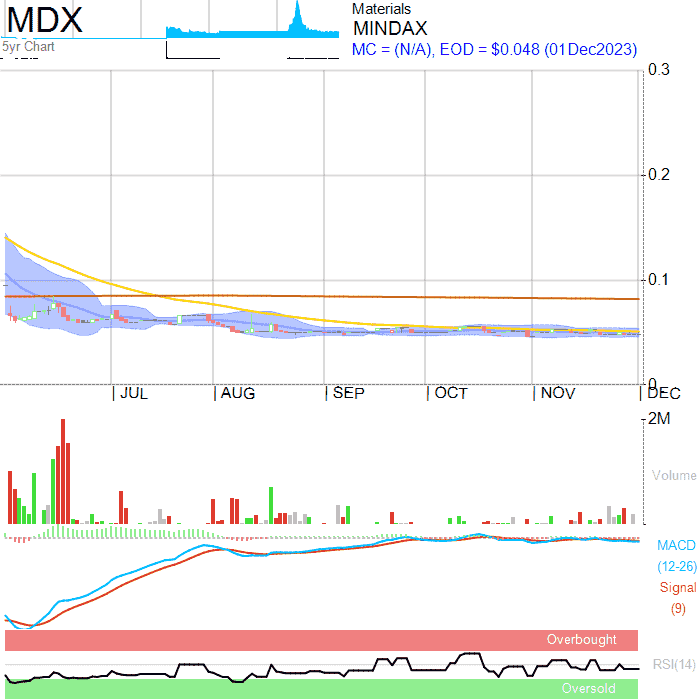 MDX
5yr Chart
Materials
MINDAX
MC = (N/A), EOD = $0.048 (01Dec2023)
0.3
0.2
0.1
0
JUL AUG SEP OCT NOV DEC
2M
Volume
MACD
(12-26)
Signal
(9)
Overbought
RSI(14)
Oversold